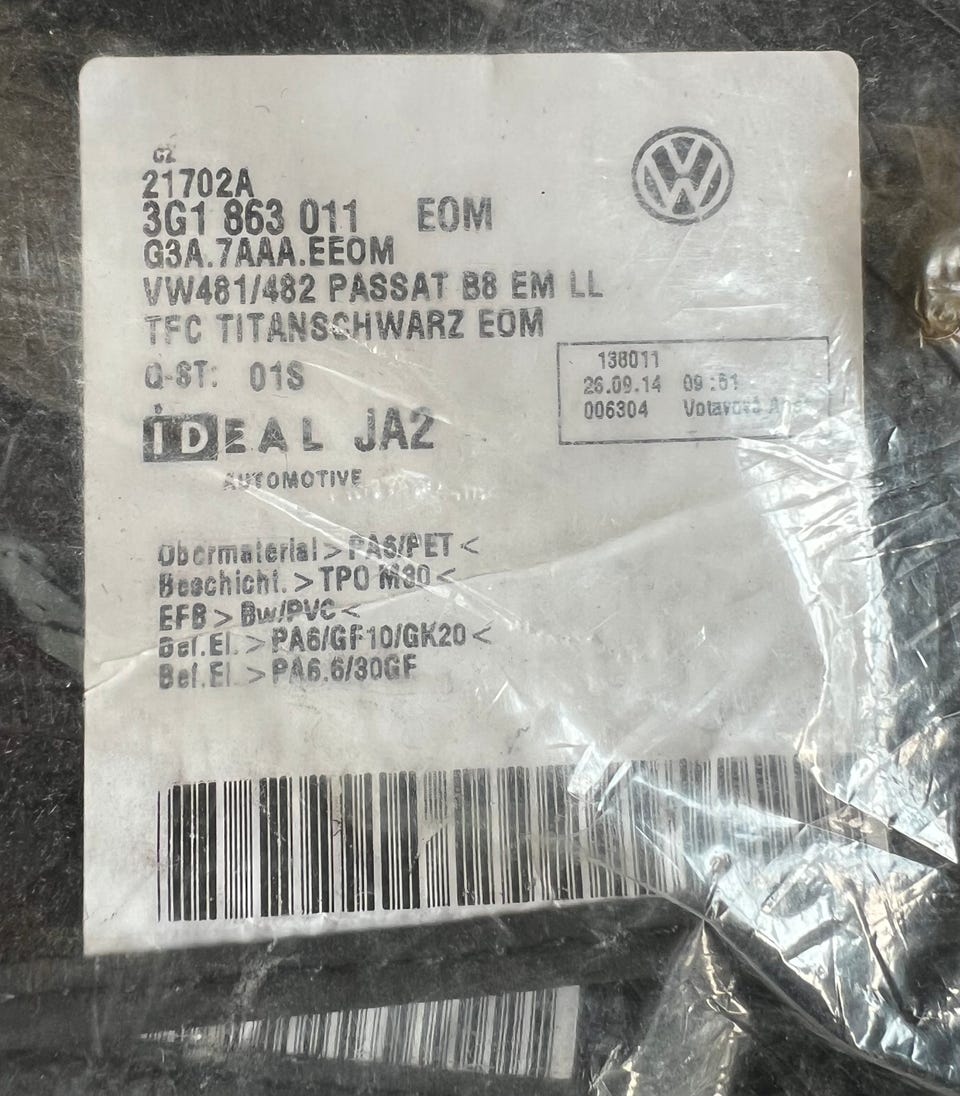 G2
21702A
3G1 863 011 EOM
G3A.7AAA.EEOM
VW481/482 PASSAT B8 EM LL
TFC TITANSCHWARZ EOM
Q-ST: 01S
138011
26.09.14 09:51
006304 Votavová
iDEAL JA2
AUTOMOTIVE
Obermaterial > PA6/PET <
Beschicht. > TPO M30 <
EFB > Bw/PVC <
Bef.El. > PA6/GF10/GK20 <
Bef.El. > PA6.6/30GF